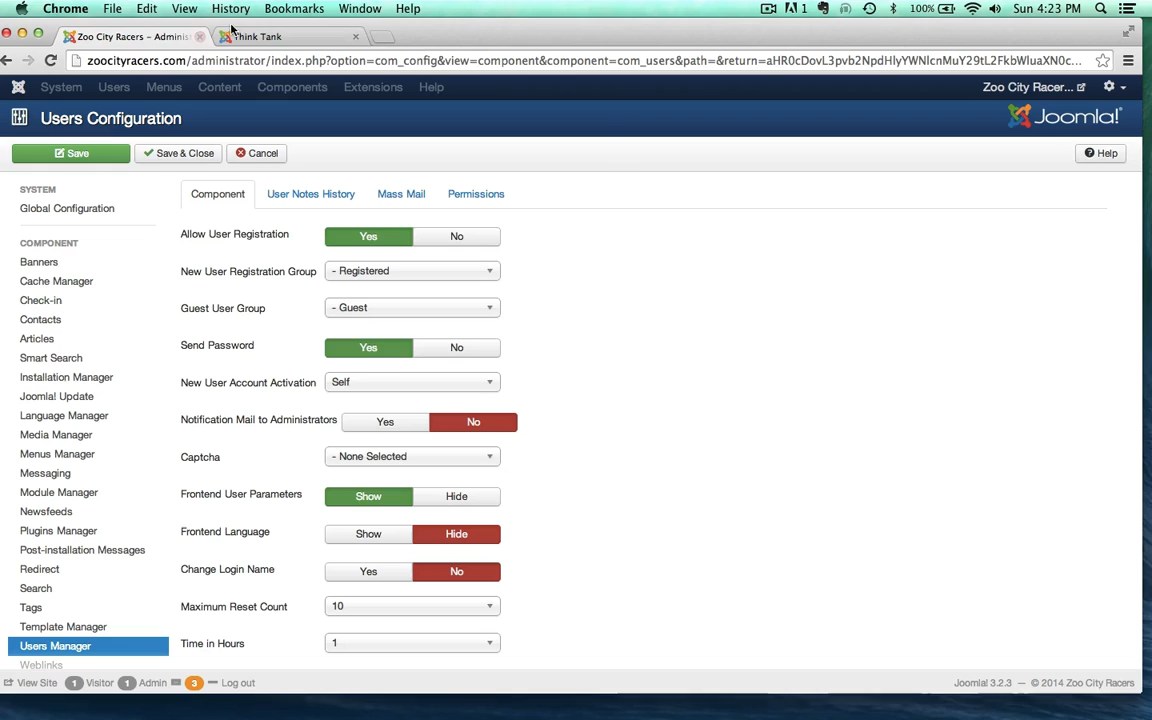 Chrome File Edit View History Bookmarks Window Help 1 100% Sun 4:23 PM
Zoo City Racers - Adminis Think Tank
zoocityracers.com/administrator/index.php?option=com_config&view=component&component=com_users&path=&return=aHR0cDovL3pvb2NpdHlyYWNlcnMuY29tL2FkbWluaXN0c...
System Users Menus Content Components Extensions Help Zoo City Racer...
Users Configuration Joomla!
Save Save & Close Cancel Help
SYSTEM
Global Configuration
COMPONENT
Banners
Cache Manager
Check-in
Contacts
Articles
Smart Search
Installation Manager
Joomla! Update
Language Manager
Media Manager
Menus Manager
Messaging
Module Manager
Newsfeeds
Plugins Manager
Post-installation Messages
Redirect
Search
Tags
Template Manager
Users Manager
Weblinks
Component User Notes History Mass Mail Permissions
Allow User Registration Yes No
New User Registration Group - Registered
Guest User Group - Guest
Send Password Yes No
New User Account Activation Self
Notification Mail to Administrators Yes No
Captcha - None Selected
Frontend User Parameters Show Hide
Frontend Language Show Hide
Change Login Name Yes No
Maximum Reset Count 10
Time in Hours 1
View Site 1 Visitor 1 Admin 3 Log out Joomla! 3.2.3 — © 2014 Zoo City Racers